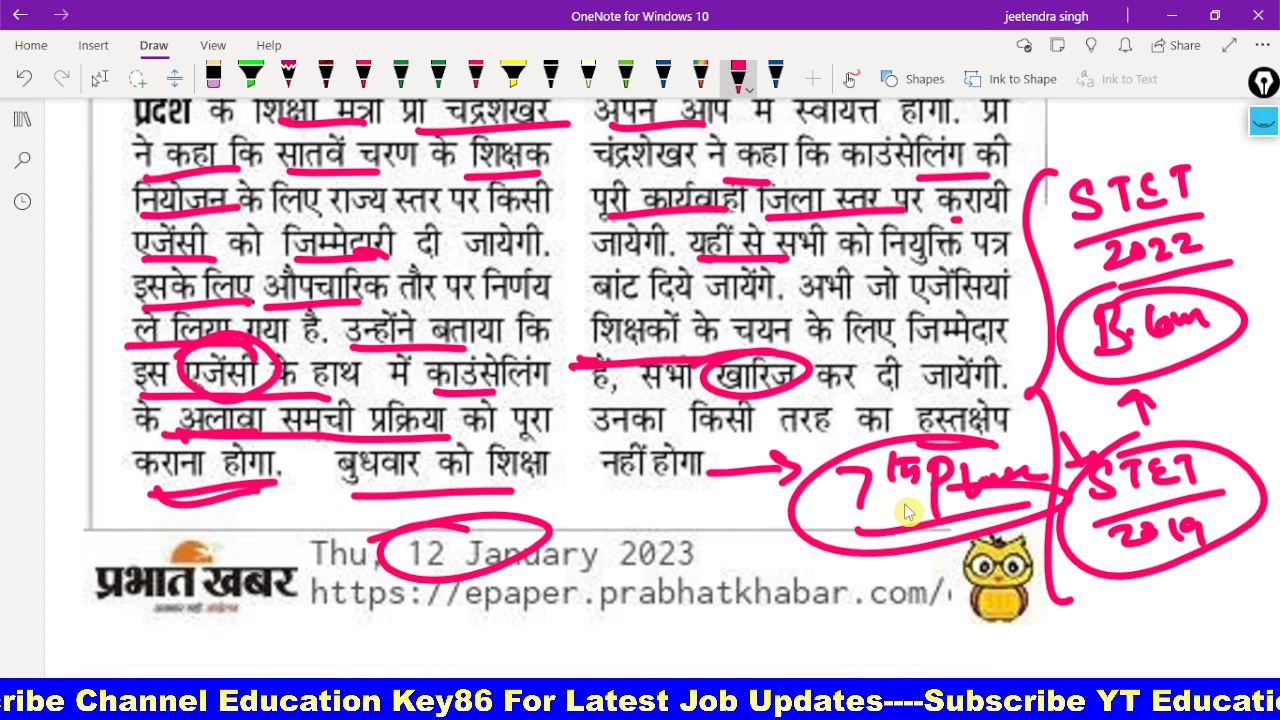 OneNote for Windows 10
jeetendra singh
Home Insert Draw View Help
Share
Shapes Ink to Shape Ink to Text
प्रदेश के शिक्षा मंत्री प्रो चंद्रशेखर
ने कहा कि सातवें चरण के शिक्षक
नियोजन के लिए राज्य स्तर पर किसी
एजेंसी को जिम्मेदारी दी जायेगी.
इसके लिए औपचारिक तौर पर निर्णय
ले लिया गया है. उन्होंने बताया कि
इस एजेंसी के हाथ में काउंसेलिंग
के अलावा समूची प्रक्रिया को पूरा
कराना होगा. बुधवार को शिक्षा
अपने आप में स्वायत्त होगी. प्रो
चंद्रशेखर ने कहा कि काउंसेलिंग की
पूरी कार्यवाही जिला स्तर पर करायी
जायेगी. यहीं से सभी को नियुक्ति पत्र
बांट दिये जायेंगे. अभी जो एजेंसियां
शिक्षकों के चयन के लिए जिम्मेदार
हैं, सभी खारिज कर दी जायेंगी.
उनका किसी तरह का हस्तक्षेप
नहीं होगा
7th Phase
STET
2022
STET
2019
प्रभात खबर
Thu, 12 January 2023
https://epaper.prabhatkhabar.com/
cribe Channel Education Key86 For Latest Job Updates----Subscribe YT Educati